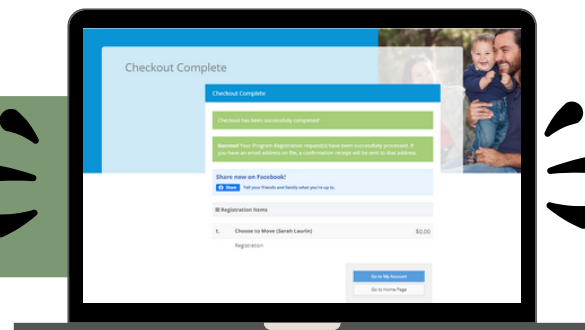 Checkout Complete
Checkout Complete
Checkout has been successfully completed!
Success! Your Program Registration request(s) have been successfully processed. If
you have an email address on file, a confirmation receipt will be sent to that address.
Share now on Facebook!
Share Tell your friends and family what you're up to.
Registration Items
1. Choose to Move (Sarah Laurin) $0.00
Registration
Go to My Account
Go to Home Page